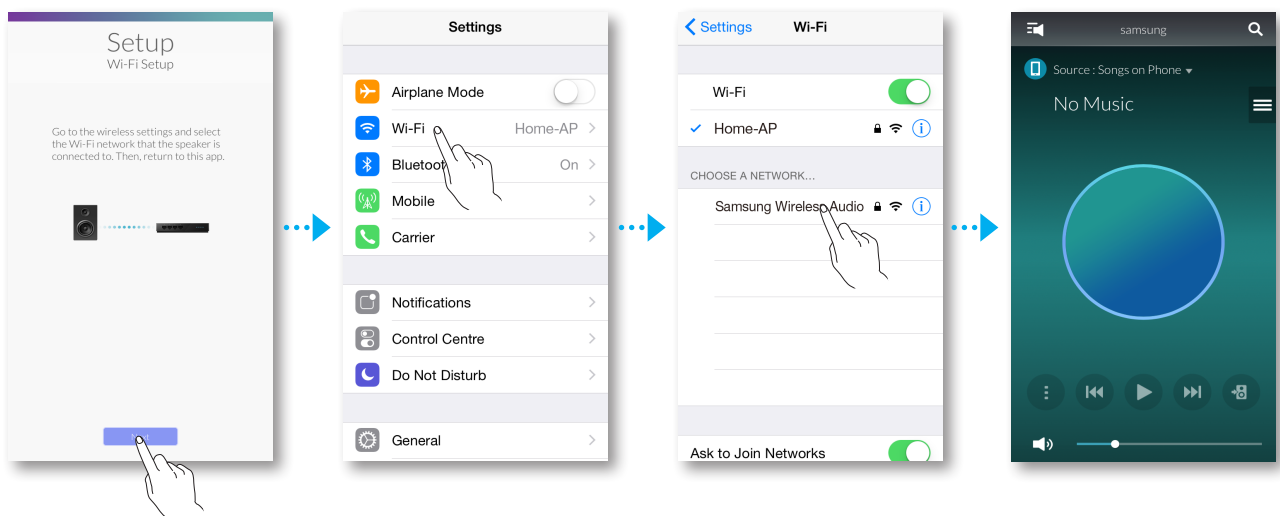 Setup
Wi-Fi Setup
Go to the wireless settings and select
the Wi-Fi network that the speaker is
connected to. Then, return to this app.
Settings
Airplane Mode
Wi-Fi Home-AP
Bluetooth On
Mobile
Carrier
Notifications
Control Centre
Do Not Disturb
General
Settings Wi-Fi
Wi-Fi
Home-AP
CHOOSE A NETWORK...
Samsung Wireless Audio
Ask to Join Networks
samsung
Source : Songs on Phone
No Music